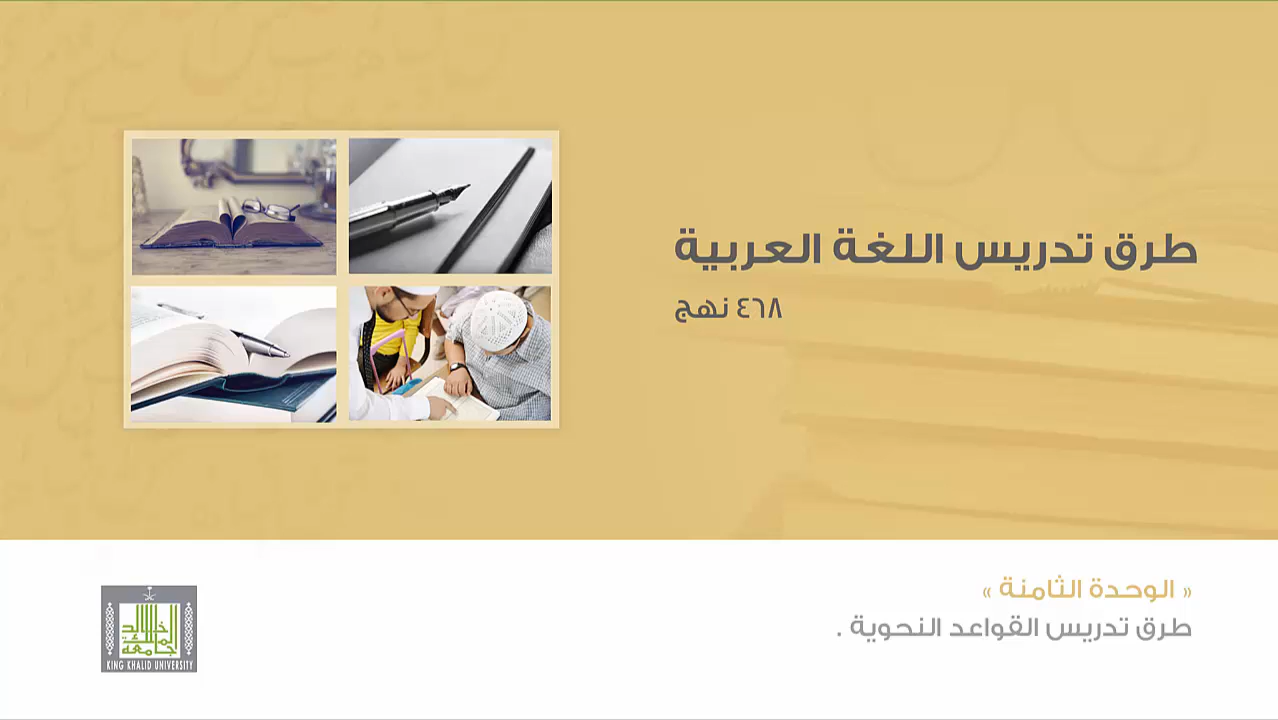 طرق تدريس اللغة العربية
٤٦٨ نهج
« الوحدة الثامنة »
طرق تدريس القواعد النحوية .
جامعة الملك خالد
KING KHALID UNIVERSITY